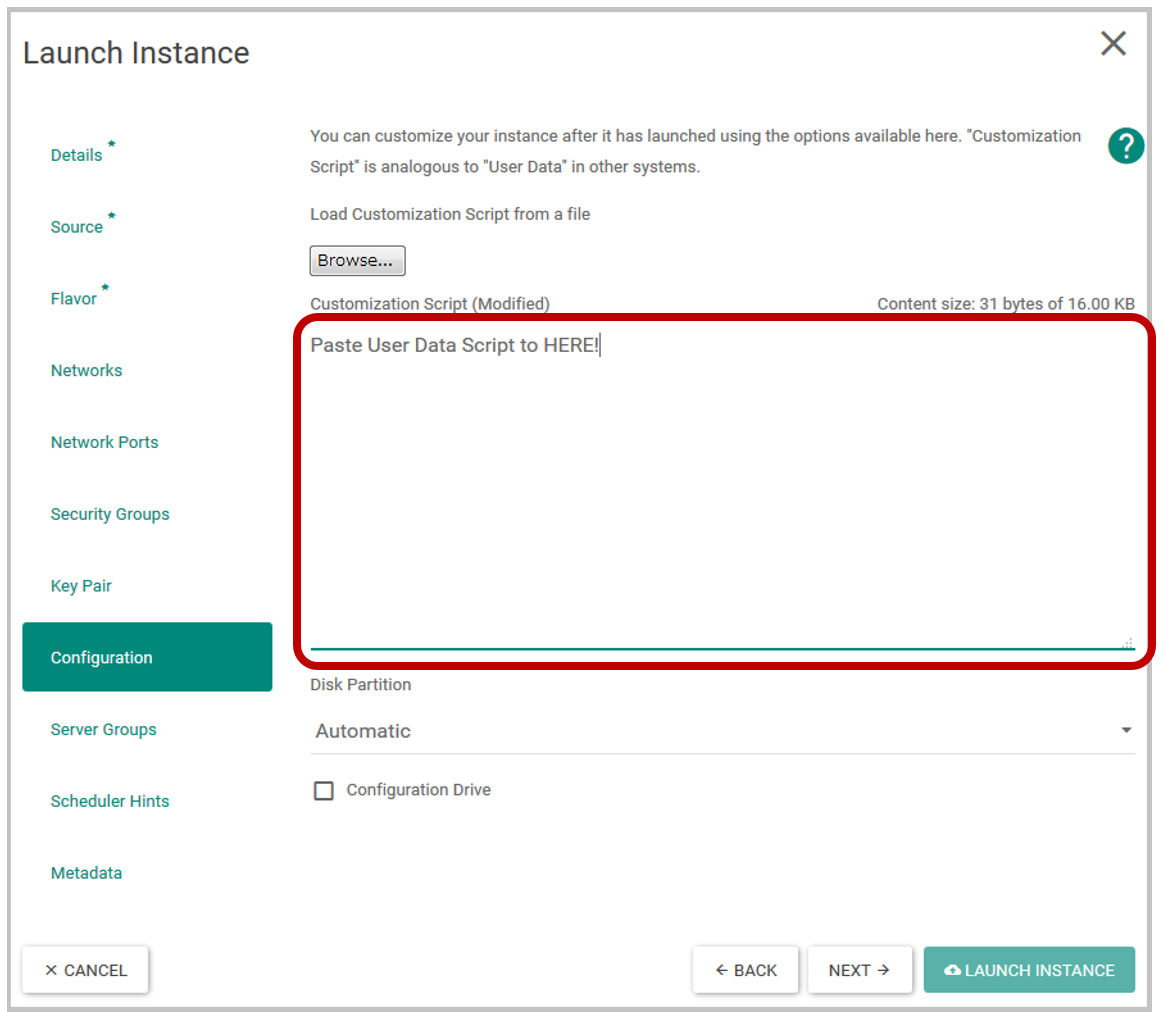 Launch Instance
Details *
Source *
Flavor *
Networks
Network Ports
Security Groups
Key Pair
Configuration
Server Groups
Scheduler Hints
Metadata
You can customize your instance after it has launched using the options available here. "Customization
Script" is analogous to "User Data" in other systems.
?
Load Customization Script from a file
Browse...
Customization Script (Modified)
Content size: 31 bytes of 16.00 KB
Paste User Data Script to HERE!
Disk Partition
Automatic
Configuration Drive
× CANCEL
← BACK
NEXT →
LAUNCH INSTANCE